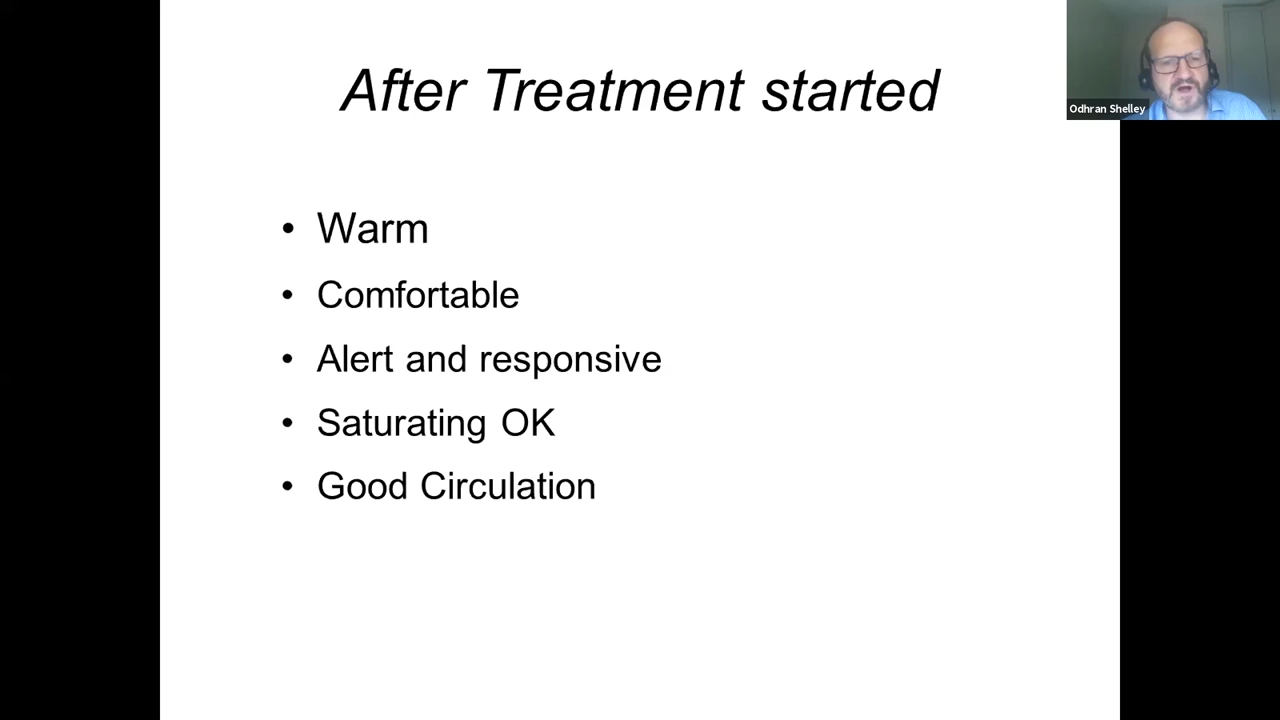 After Treatment started
Odhran Shelley
• Warm
• Comfortable
• Alert and responsive
• Saturating OK
• Good Circulation